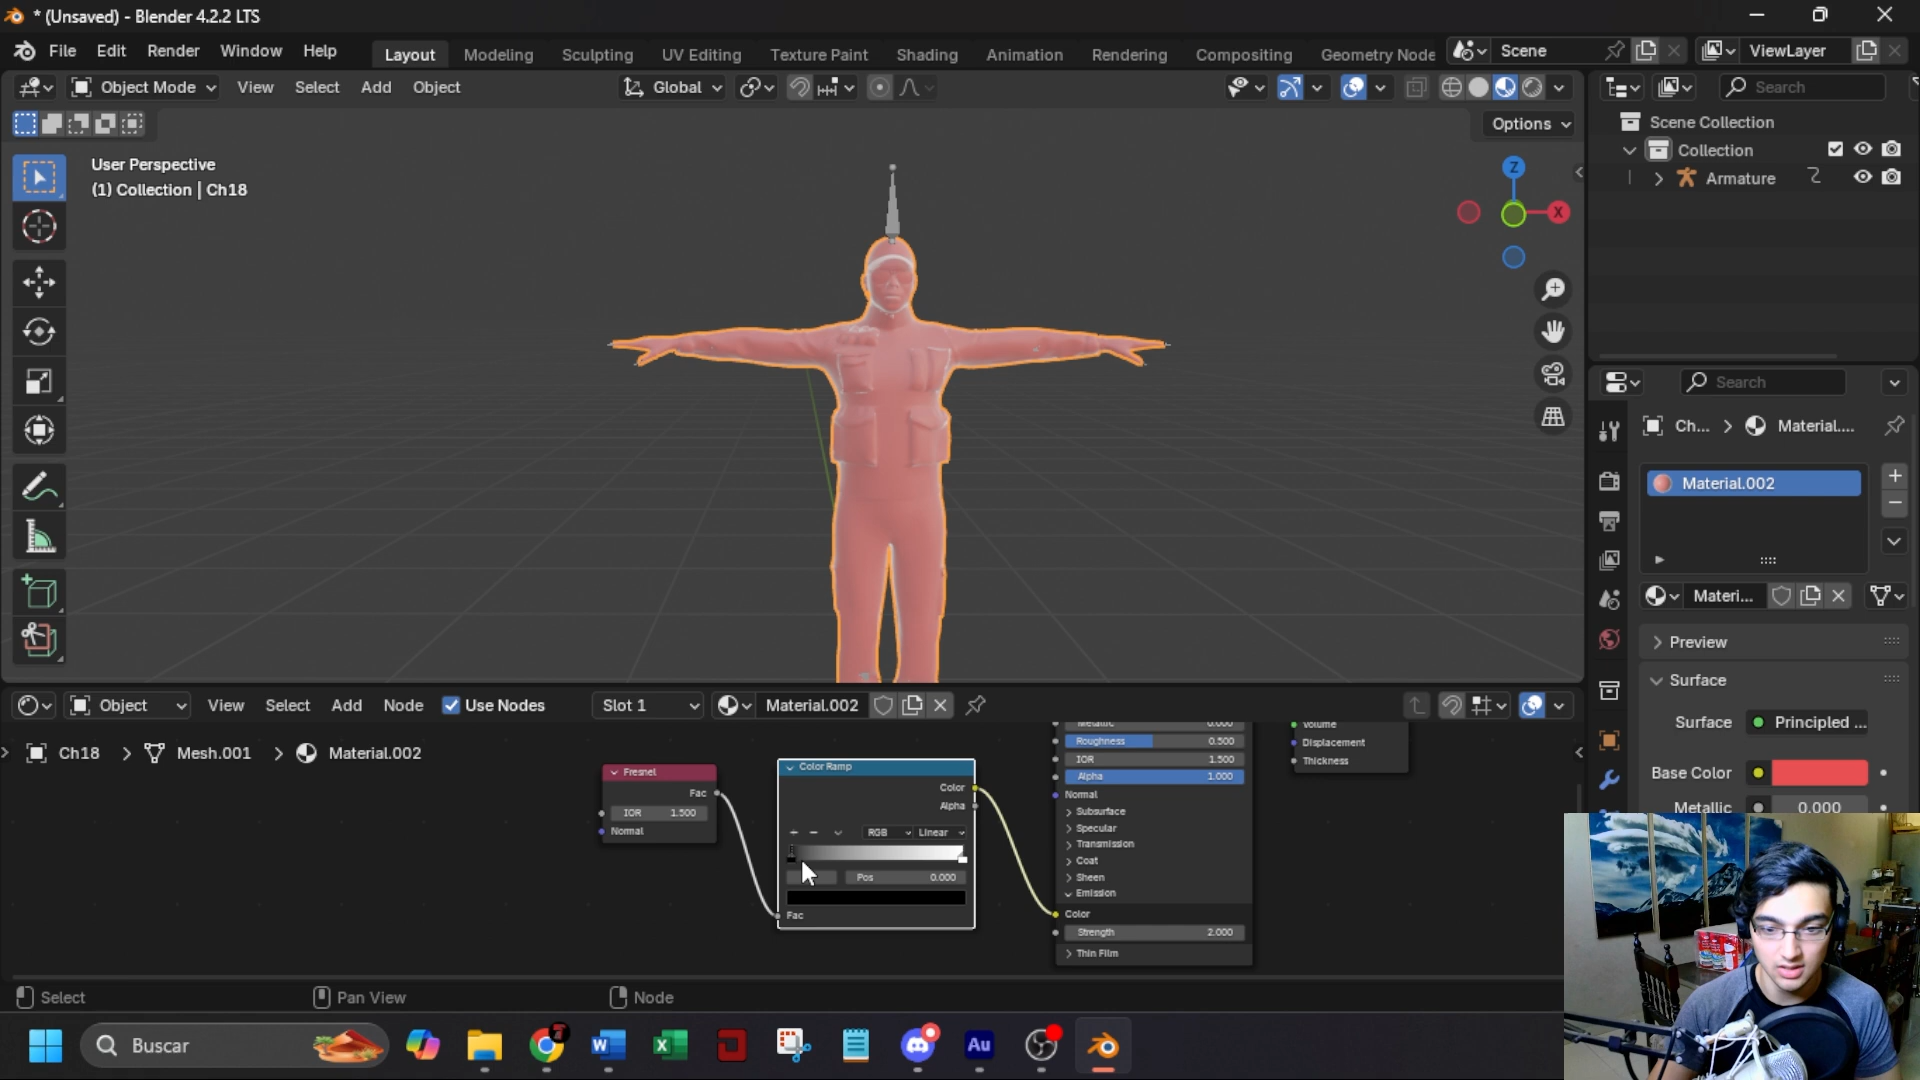 * (Unsaved) - Blender 4.2.2 LTS
File Edit Render Window Help
Layout Modeling Sculpting UV Editing Texture Paint Shading Animation Rendering Compositing Geometry Node
Scene ViewLayer
Object Mode View Select Add Object Global
Search
Options
Scene Collection
Collection
Armature
User Perspective
(1) Collection | Ch18
Z
X
Search
Ch... > Material....
Material.002
Materi...
Preview
Surface
Surface Principled ...
Base Color
Metallic 0.000
Object View Select Add Node Use Nodes Slot 1 Material.002
Ch18 > Mesh.001 > Material.002
Fresnel
Fac
IOR 1.500
Normal
Color Ramp
Color
Alpha
RGB Linear
Pos 0.000
Fac
Metallic 0.000
Roughness 0.500
IOR 1.500
Alpha 1.000
Normal
Subsurface
Specular
Transmission
Coat
Sheen
Emission
Color
Strength 2.000
Thin Film
Volume
Displacement
Thickness
Select Pan View Node
Buscar
W X Au